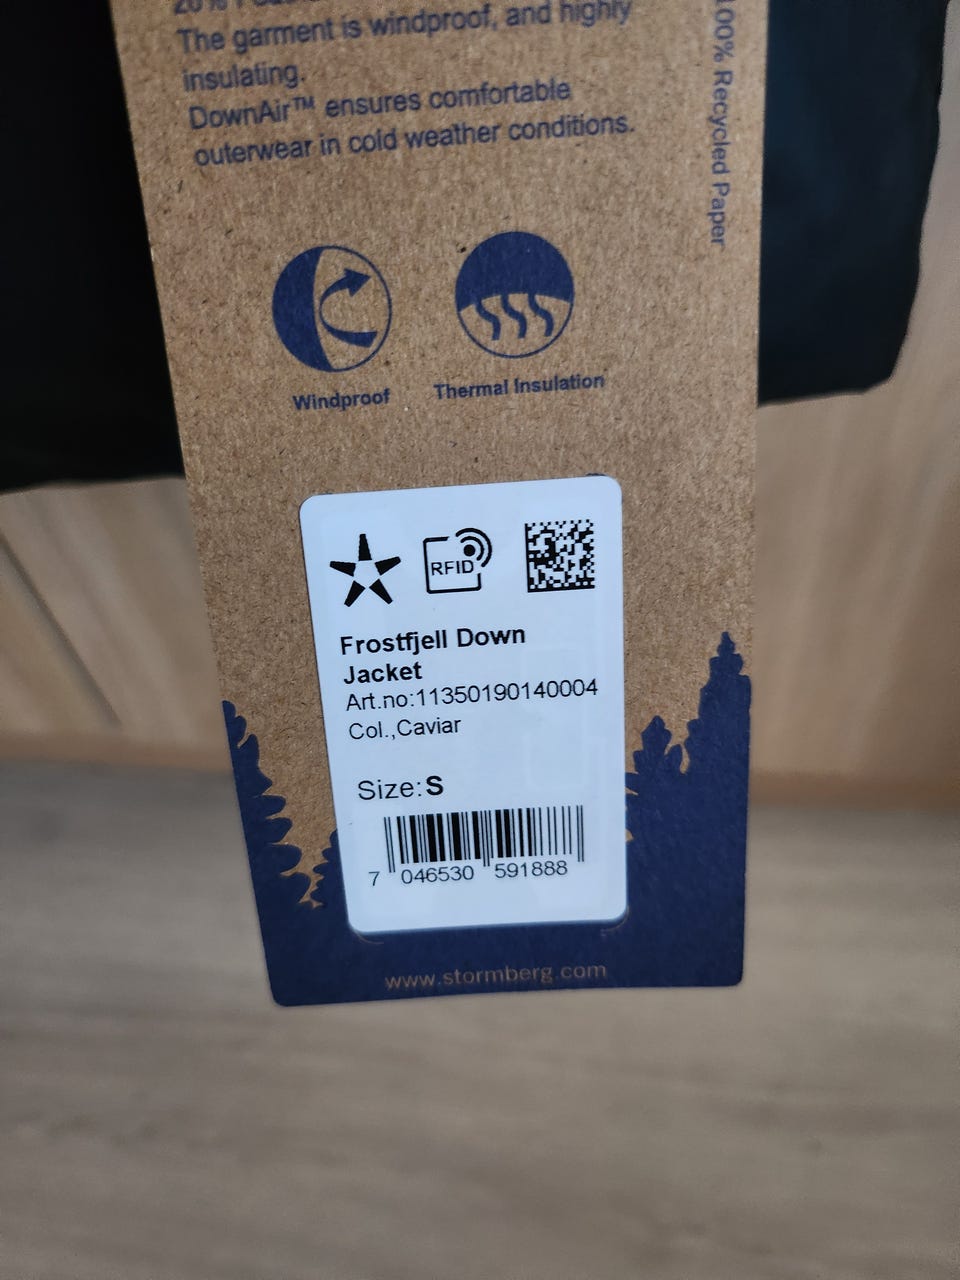 20%
The garment is windproof, and highly
insulating.
DownAir™ ensures comfortable
outerwear in cold weather conditions.
100% Recycled Paper
Windproof
Thermal Insulation
RFID
Frostfjell Down
Jacket
Art.no:11350190140004
Col.,Caviar
Size:S
7 046530 591888
www.stormberg.com